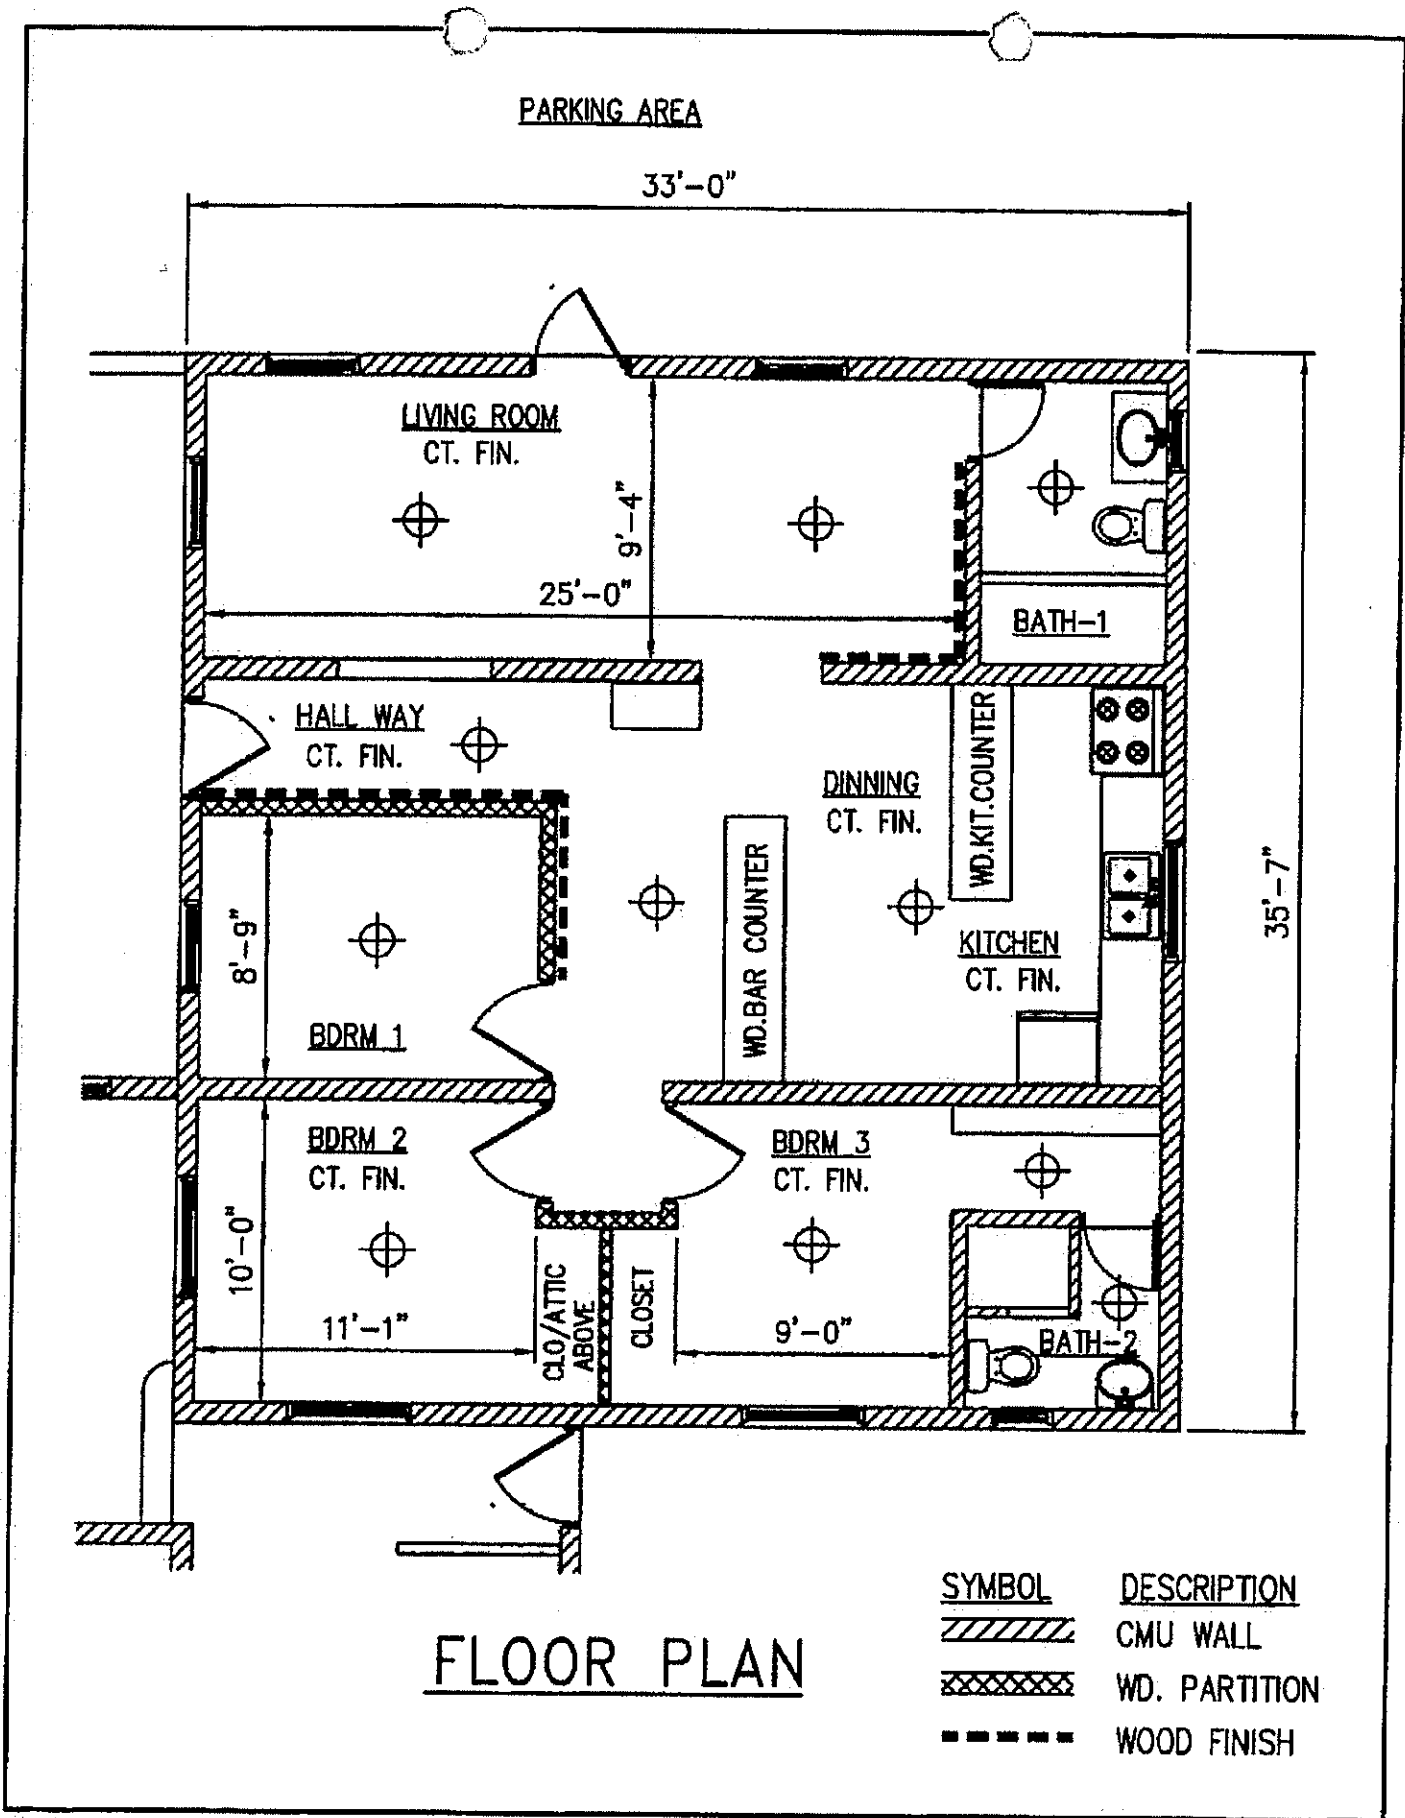 PARKING AREA
33'-0"
LIVING ROOM
CT. FIN.
9'-4"
25'-0"
BATH-1
HALL WAY
CT. FIN.
DINNING
CT. FIN.
WD.KIT.COUNTER
WD.BAR COUNTER
35'-7"
8'-9"
KITCHEN
CT. FIN.
BDRM 1
BDRM 2
CT. FIN.
BDRM 3
CT. FIN.
10'-0"
11'-1"
CLO/ATTIC
ABOVE
CLOSET
9'-0"
BATH-2
SYMBOL DESCRIPTION
CMU WALL
WD. PARTITION
WOOD FINISH
FLOOR PLAN